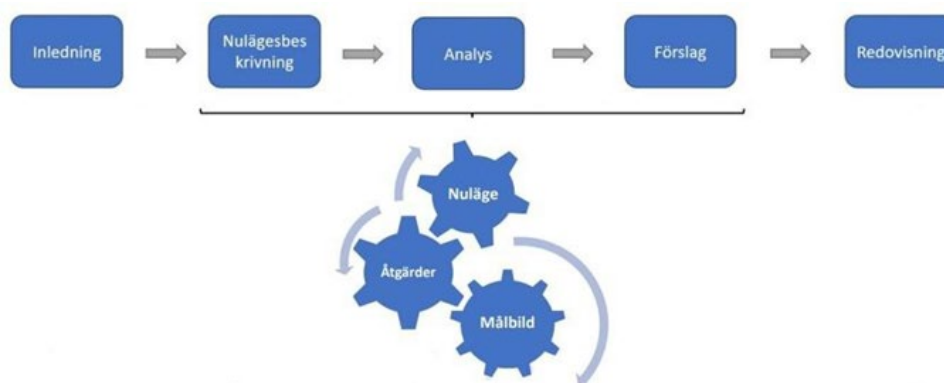 Inledning
Nulägesbes
krivning
Analys
Förslag
Redovisning
Nuläge
Åtgärder
Målbild